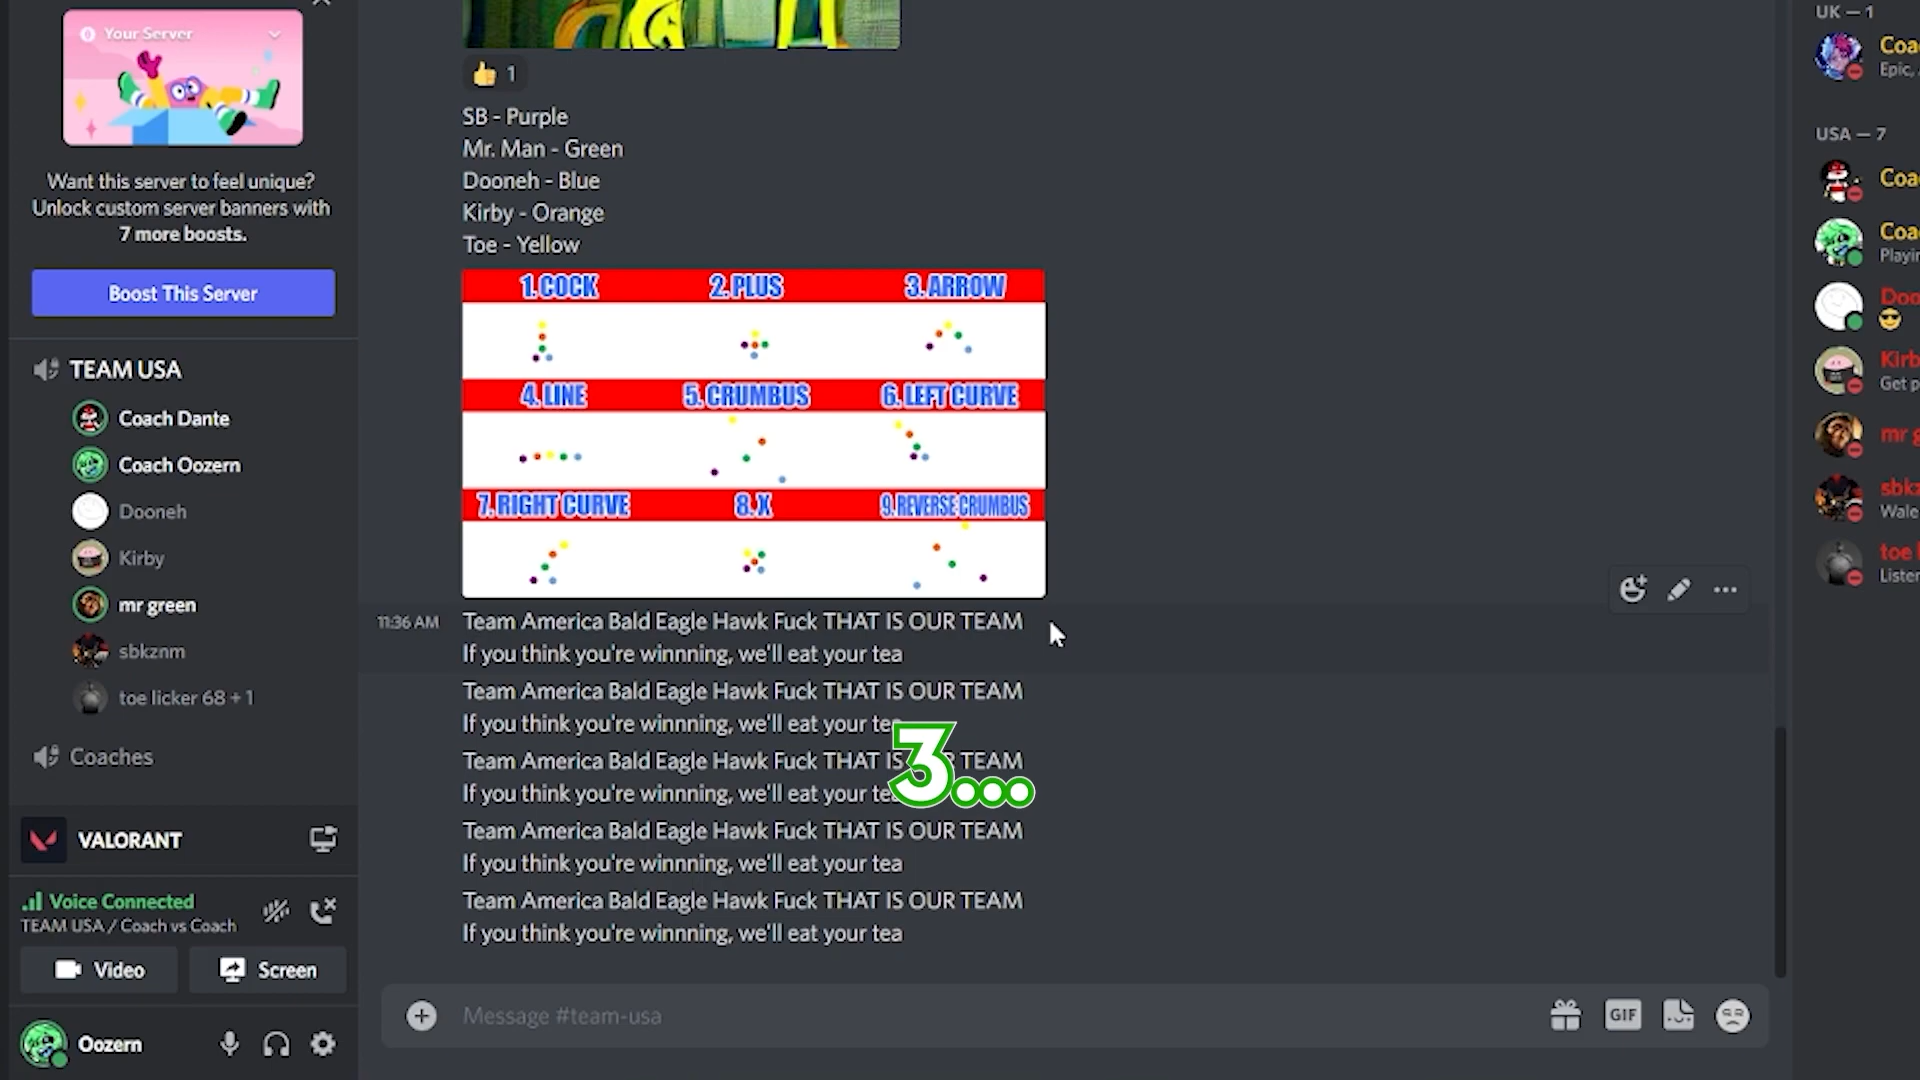 Your Server
Want this server to feel unique?
Unlock custom server banners with
7 more boosts.
Boost This Server
TEAM USA
Coach Dante
Coach Oozern
Dooneh
Kirby
mr green
sbkznm
toe licker 68 + 1
Coaches
VALORANT
Voice Connected
TEAM USA / Coach vs Coach
Video
Screen
Oozern
1
SB - Purple
Mr. Man - Green
Dooneh - Blue
Kirby - Orange
Toe - Yellow
1. COCK 2. PLUS 3. ARROW
4. LINE 5. CRUMBUS 6. LEFT CURVE
7. RIGHT CURVE 8. X 9. REVERSE CRUMBUS
11:36 AM Team America Bald Eagle Hawk Fuck THAT IS OUR TEAM
If you think you're winnning, we'll eat your tea
Team America Bald Eagle Hawk Fuck THAT IS OUR TEAM
If you think you're winnning, we'll eat your tea
Team America Bald Eagle Hawk Fuck THAT IS OUR TEAM
If you think you're winnning, we'll eat your tea
3...
Team America Bald Eagle Hawk Fuck THAT IS OUR TEAM
If you think you're winnning, we'll eat your tea
Team America Bald Eagle Hawk Fuck THAT IS OUR TEAM
If you think you're winnning, we'll eat your tea
Message #team-usa
GIF
UK — 1
Coa
Epic,
USA — 7
Coa
Coa
Playin
Doo
Kirb
Get p
mr g
sbkz
Wale
toe
Lister